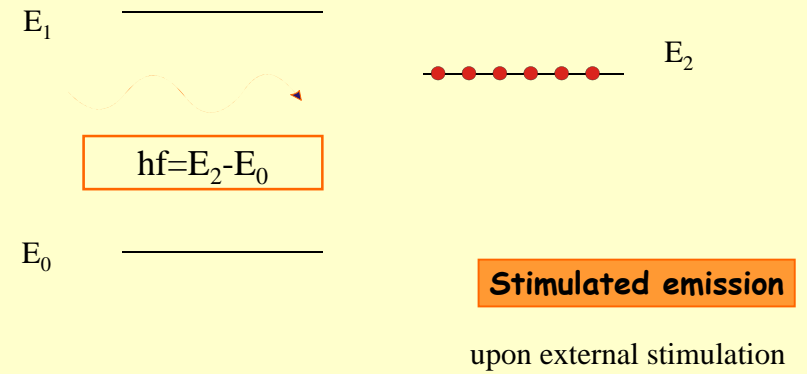 E₁
E₂
hf=E₂-E₀
E₀
Stimulated emission
upon external stimulation